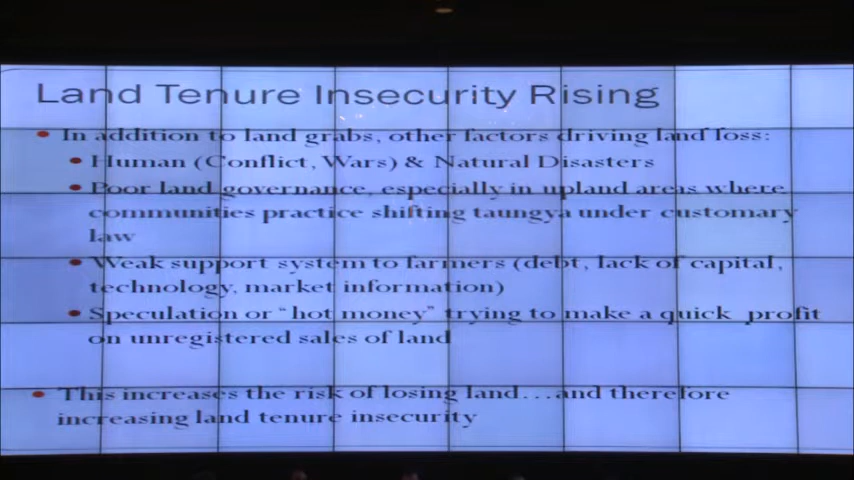 Land Tenure Insecurity Rising
• In addition to land grabs, other factors driving land loss:
• Human (Conflict, Wars) & Natural Disasters
• Poor land governance, especially in upland areas where
communities practice shifting taungya under customary
law
• Weak support system to farmers (debt, lack of capital,
technology, market information)
• Speculation or “hot money” trying to make a quick profit
on unregistered sales of land
• This increases the risk of losing land…and therefore
increasing land tenure insecurity